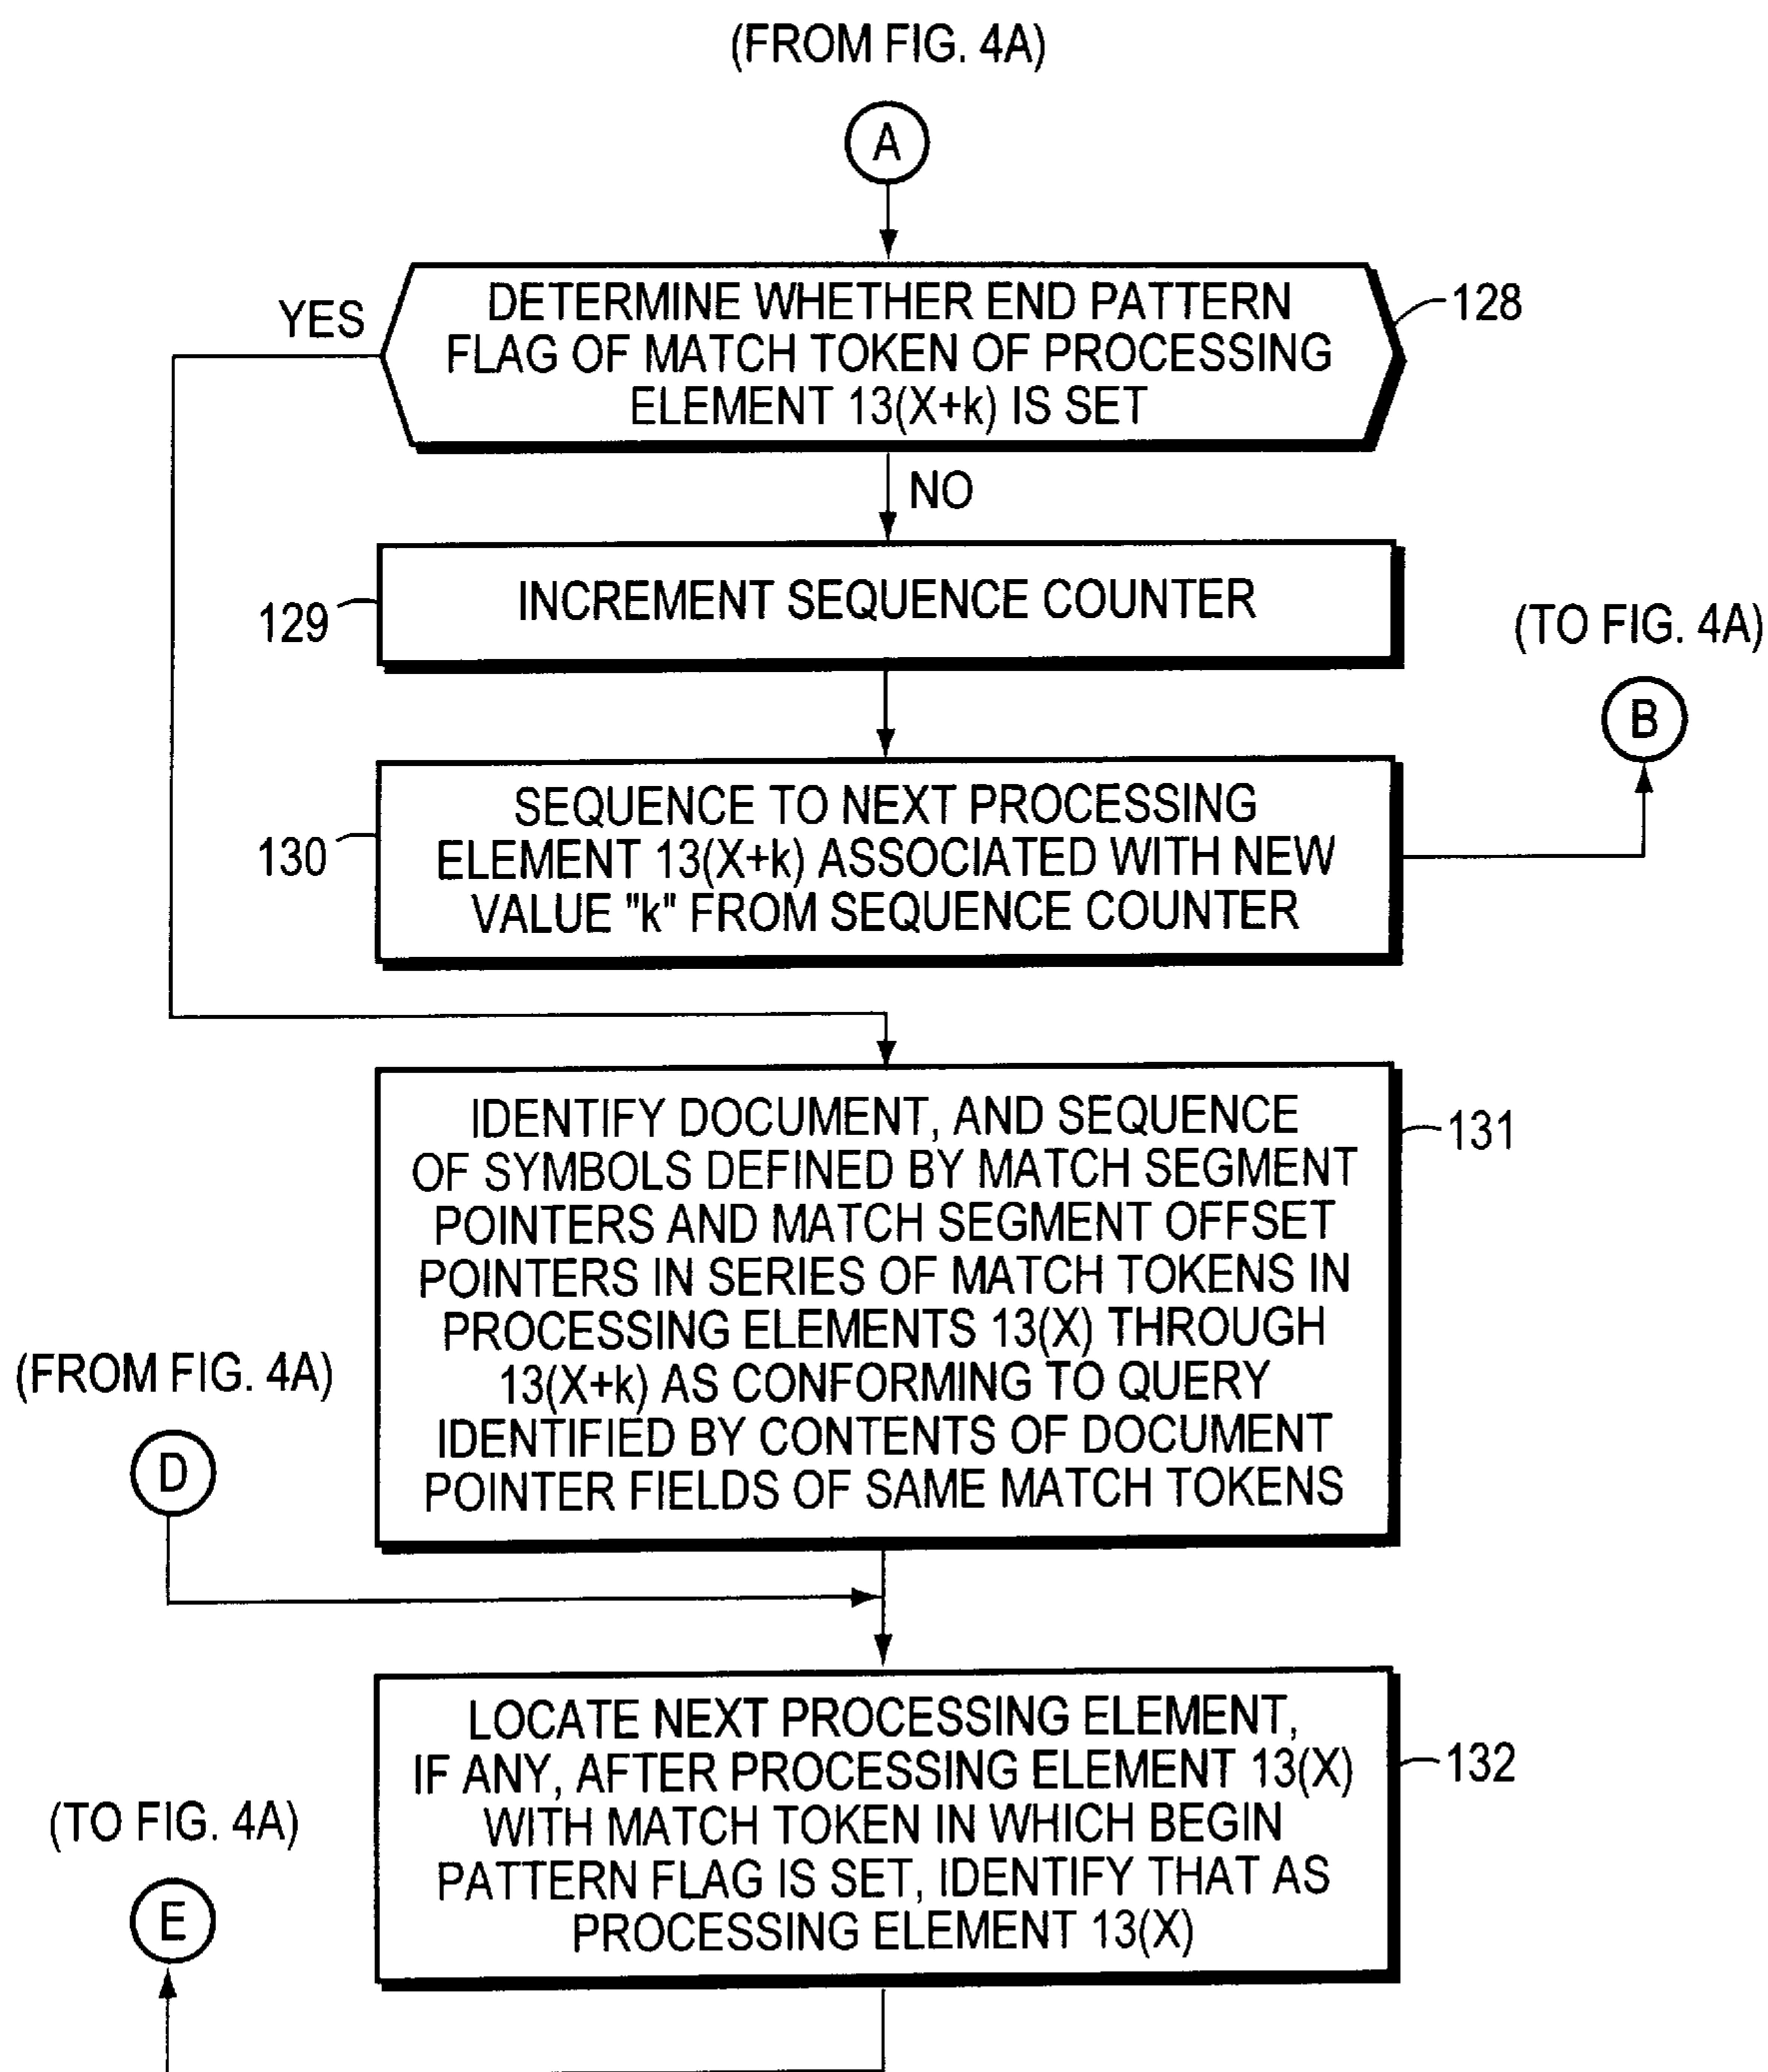 (FROM FIG. 4A)
A
DETERMINE WHETHER END PATTERN
FLAG OF MATCH TOKEN OF PROCESSING
ELEMENT 13(X+k) IS SET
128
YES
NO
INCREMENT SEQUENCE COUNTER
129
(TO FIG. 4A)
B
SEQUENCE TO NEXT PROCESSING
ELEMENT 13(X+k) ASSOCIATED WITH NEW
VALUE "k" FROM SEQUENCE COUNTER
130
IDENTIFY DOCUMENT, AND SEQUENCE
OF SYMBOLS DEFINED BY MATCH SEGMENT
POINTERS AND MATCH SEGMENT OFFSET
POINTERS IN SERIES OF MATCH TOKENS IN
PROCESSING ELEMENTS 13(X) THROUGH
13(X+k) AS CONFORMING TO QUERY
IDENTIFIED BY CONTENTS OF DOCUMENT
POINTER FIELDS OF SAME MATCH TOKENS
131
(FROM FIG. 4A)
D
LOCATE NEXT PROCESSING ELEMENT,
IF ANY, AFTER PROCESSING ELEMENT 13(X)
WITH MATCH TOKEN IN WHICH BEGIN
PATTERN FLAG IS SET, IDENTIFY THAT AS
PROCESSING ELEMENT 13(X)
132
(TO FIG. 4A)
E